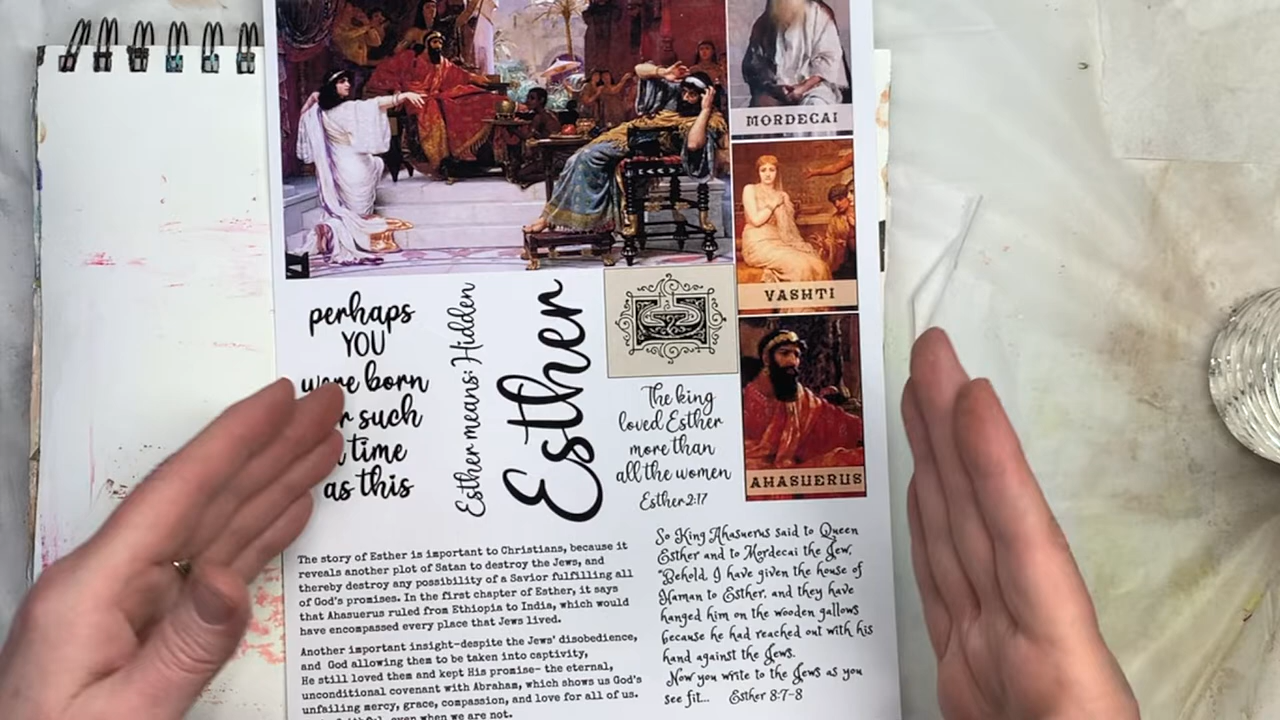 MORDECAI
VASHTI
AHASUERUS
perhaps
YOU
were born
such
time
as this
Esther means: Hidden
Esther
The king
loved Esther
more than
all the women
Esther 2:17
The story of Esther is important to Christians, because it
reveals another plot of Satan to destroy the Jews, and
thereby destroy any possibility of a Savior fulfilling all
of God's promises. In the first chapter of Esther, it says
that Ahasuerus ruled from Ethiopia to India, which would
have encompassed every place that Jews lived.
Another important insight-despite the Jews' disobedience,
and God allowing them to be taken into captivity,
He still loved them and kept His promise- the eternal,
unconditional covenant with Abraham, which shows us God's
unfailing mercy, grace, compassion, and love for all of us.
even when we are not.
So King Ahasuerus said to Queen
Esther and to Mordecai the Jew,
"Behold, I have given the house of
Haman to Esther, and they have
hanged him on the wooden gallows
because he had reached out with his
hand against the Jews.
Now you write to the Jews as you
see fit... Esther 8:7-8